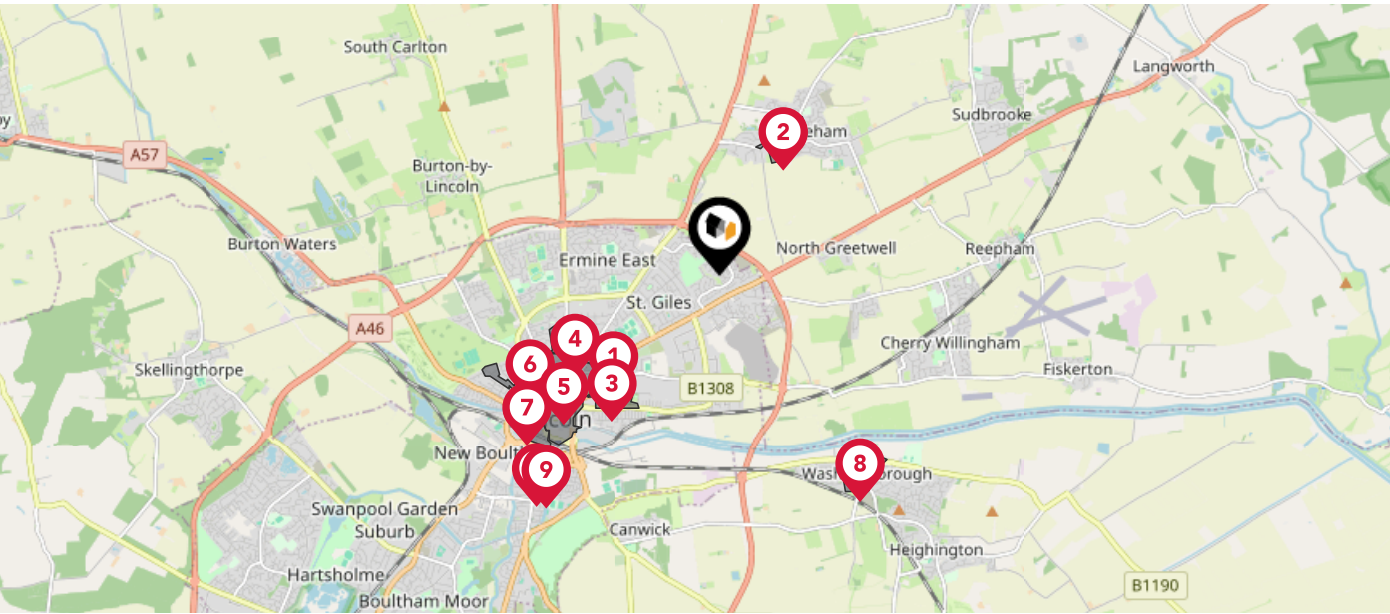 South Carlton
Langworth
Sudbrooke
2
A57
Burton-by-
Lincoln
Burton Waters
North Greetwell
Reepham
Ermine East
St. Giles
A46
4
1
6
Cherry Willingham
Skellingthorpe
5
3
Fiskerton
B1308
7
9
8
Swanpool Garden
Suburb
Canwick
Heighington
Hartsholme
B1190
Boultham Moor